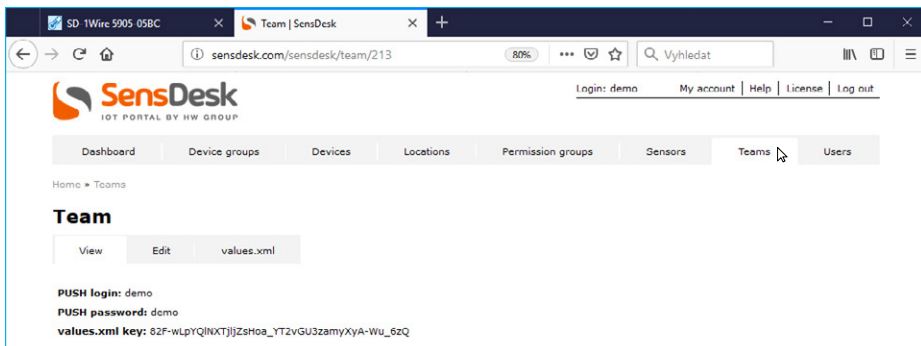 SD-1Wire 5905-05BC
Team | SensDesk
sensdesk.com/sensdesk/team/213
80%
Vyhledat
SensDesk
IOT PORTAL BY HW GROUP
Login: demo My account | Help | License | Log out
Dashboard Device groups Devices Locations Permission groups Sensors Teams Users
Home » Teams
Team
View Edit values.xml
PUSH login: demo
PUSH password: demo
values.xml key: 82F-wLpYQlNXTjljZsHoa_YT2vGU3zamyXyA-Wu_6zQ